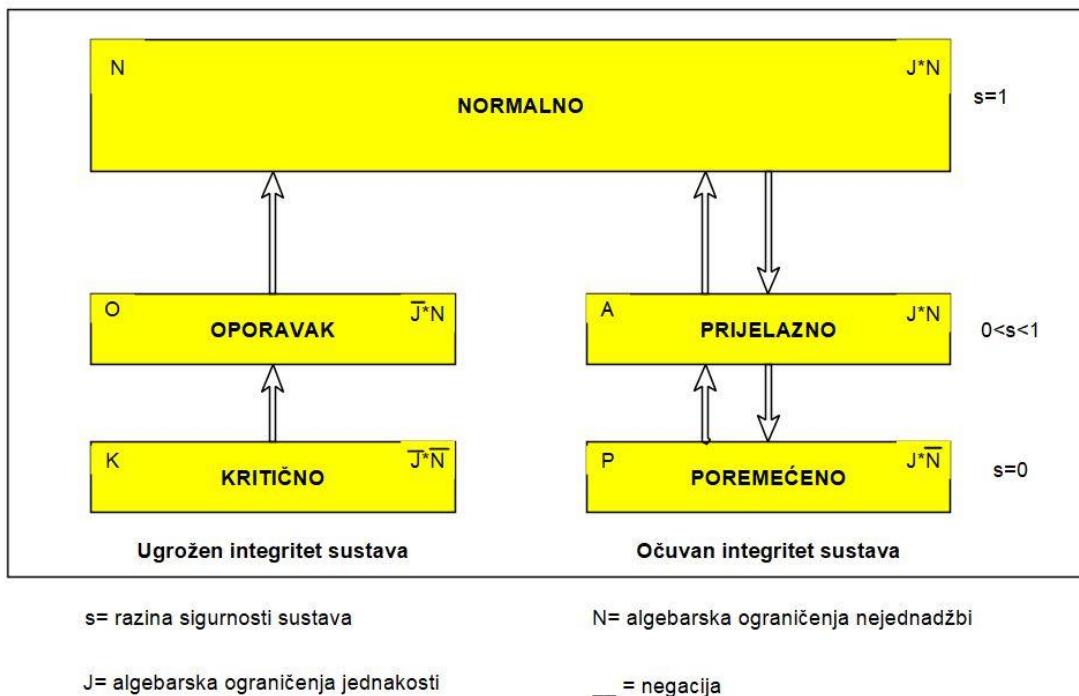 N J*N
NORMALNO
s=1
O J̅*N
OPORAVAK
A J*N
PRIJELAZNO
0<s<1
K J̅*N̅
KRITIČNO
P J*N̅
POREMEĆENO
s=0
Ugrožen integritet sustava
Očuvan integritet sustava
s= razina sigurnosti sustava
N= algebarska ograničenja nejednadžbi
J= algebarska ograničenja jednakosti
__ = negacija